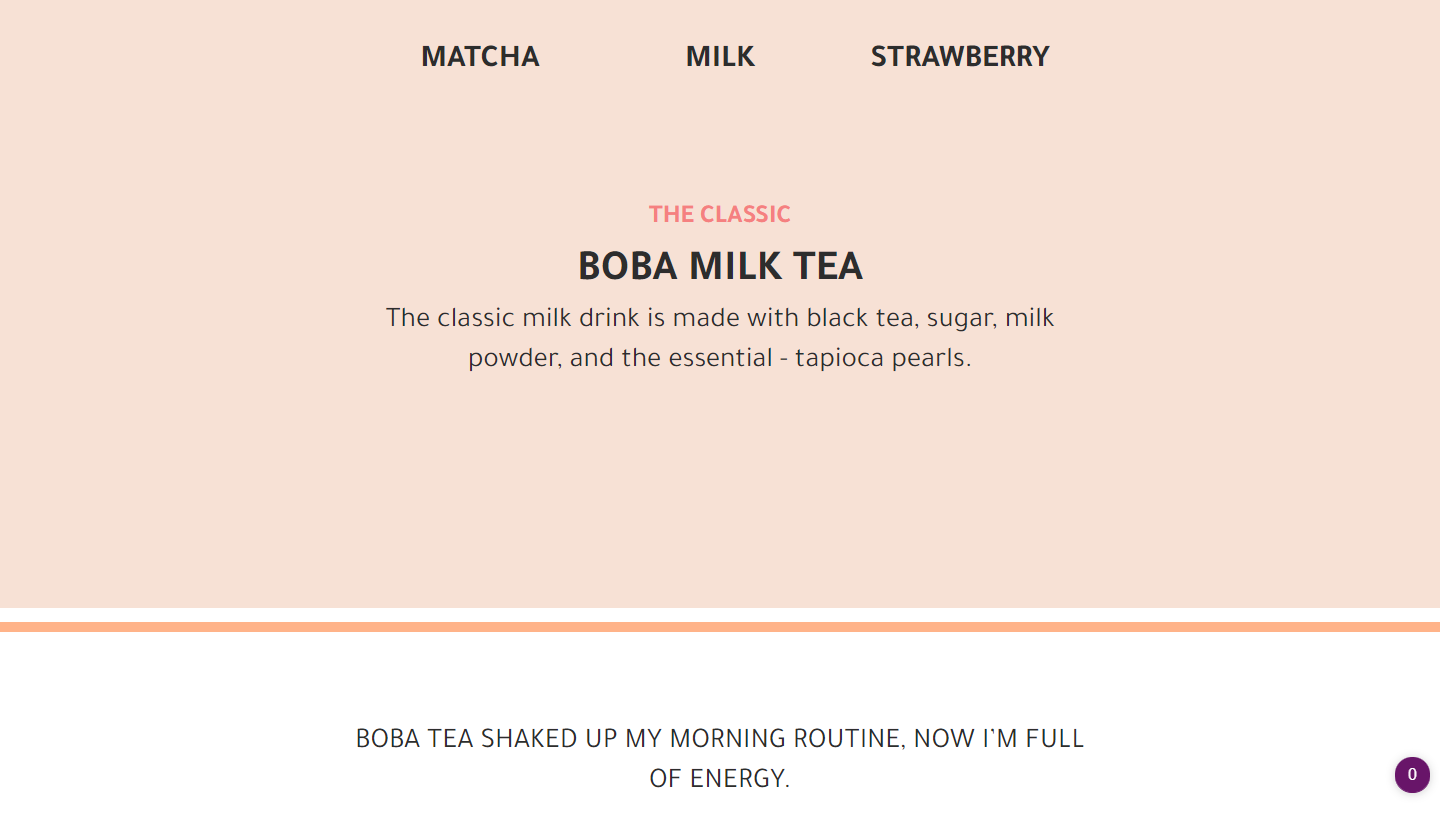 MATCHA MILK STRAWBERRY
THE CLASSIC
BOBA MILK TEA
The classic milk drink is made with black tea, sugar, milk
powder, and the essential - tapioca pearls.
BOBA TEA SHAKED UP MY MORNING ROUTINE, NOW I’M FULL
OF ENERGY.
0